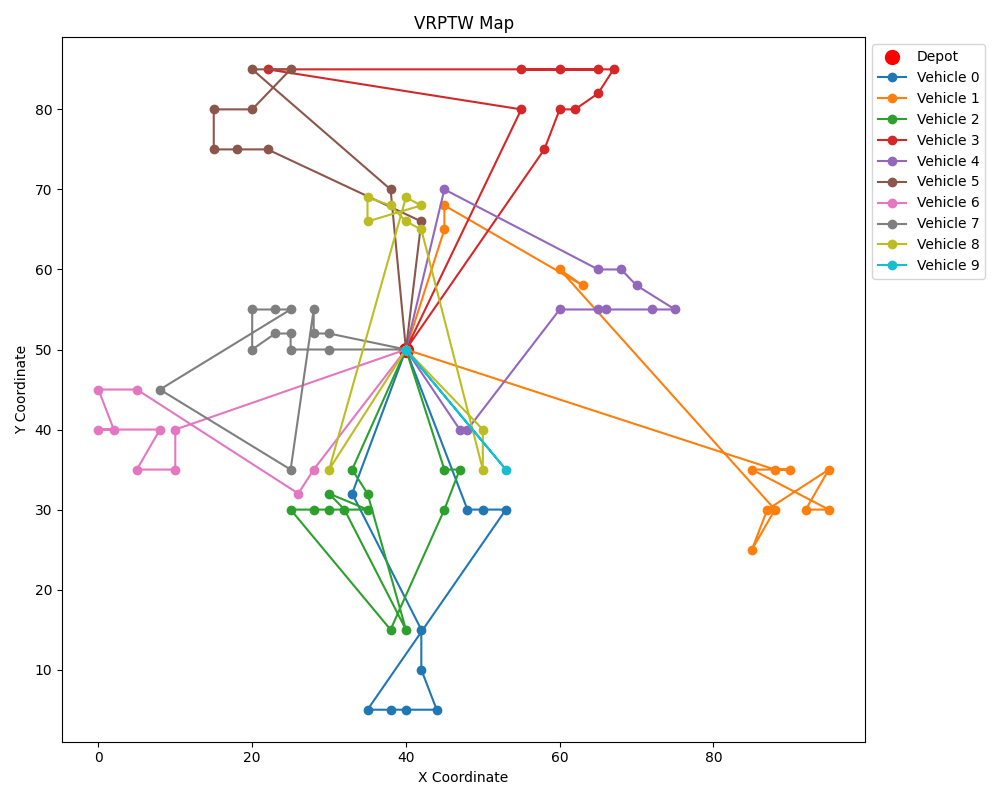 VRPTW Map
Y Coordinate
80
70
60
50
40
30
20
10
0
20
40
60
80
X Coordinate
Depot
Vehicle 0
Vehicle 1
Vehicle 2
Vehicle 3
Vehicle 4
Vehicle 5
Vehicle 6
Vehicle 7
Vehicle 8
Vehicle 9